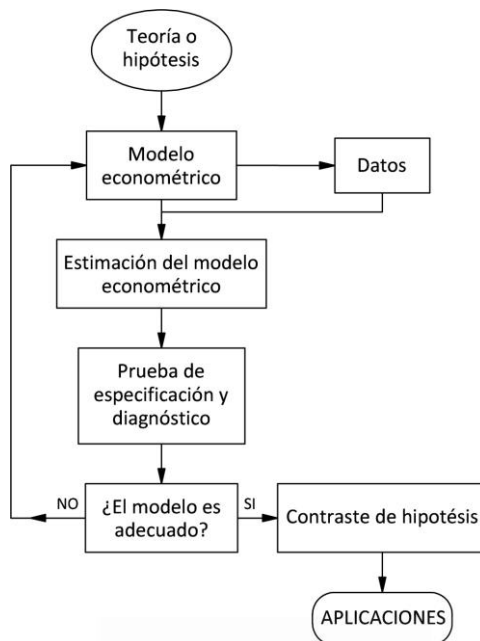 Teoría o
hipótesis
Modelo
econométrico
Datos
Estimación del modelo
econométrico
Prueba de
especificación y
diagnóstico
NO
¿El modelo es
adecuado?
SI
Contraste de hipotésis
APLICACIONES